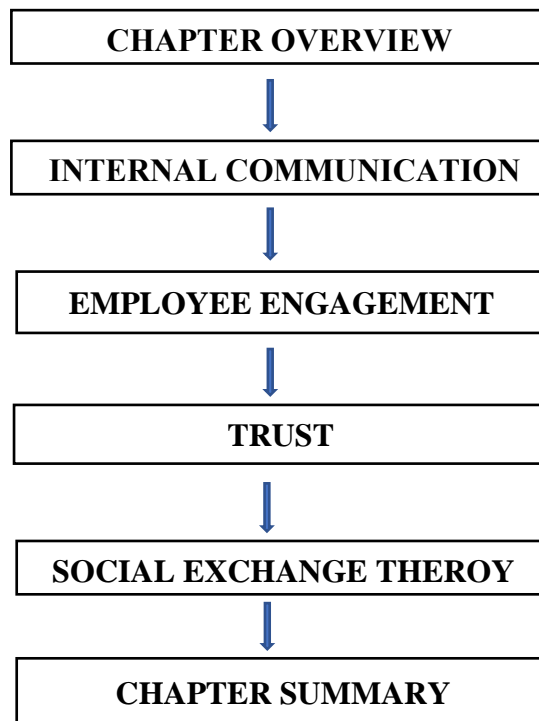 CHAPTER OVERVIEW
INTERNAL COMMUNICATION
EMPLOYEE ENGAGEMENT
TRUST
SOCIAL EXCHANGE THEROY
CHAPTER SUMMARY